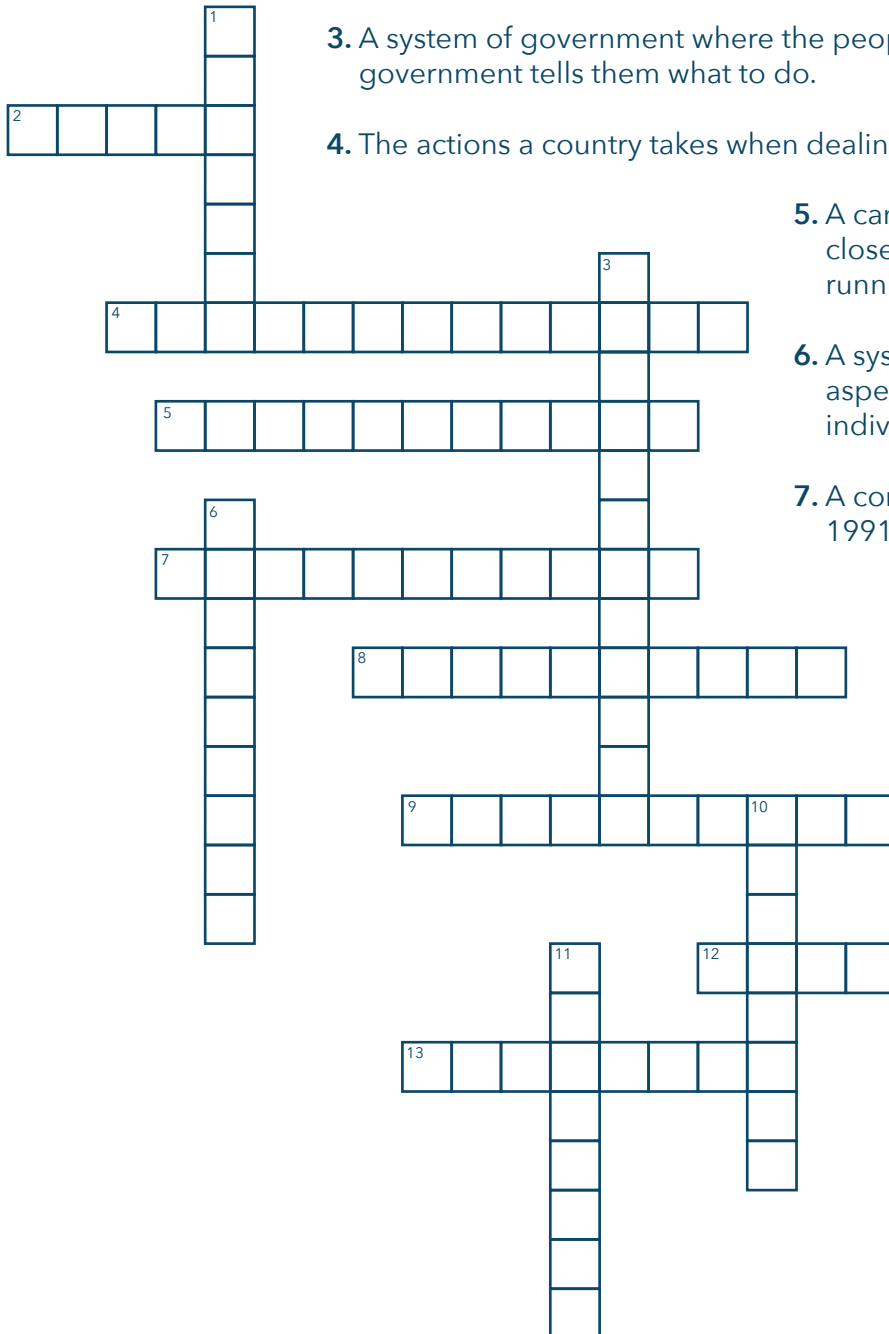 1
3. A system of government where the peop
government tells them what to do.
2
4. The actions a country takes when dealin
5. A
close
3
runn
4
6. A sys
aspe
5
indiv
7. A
6
1991
7
8
9 10
11 12
13